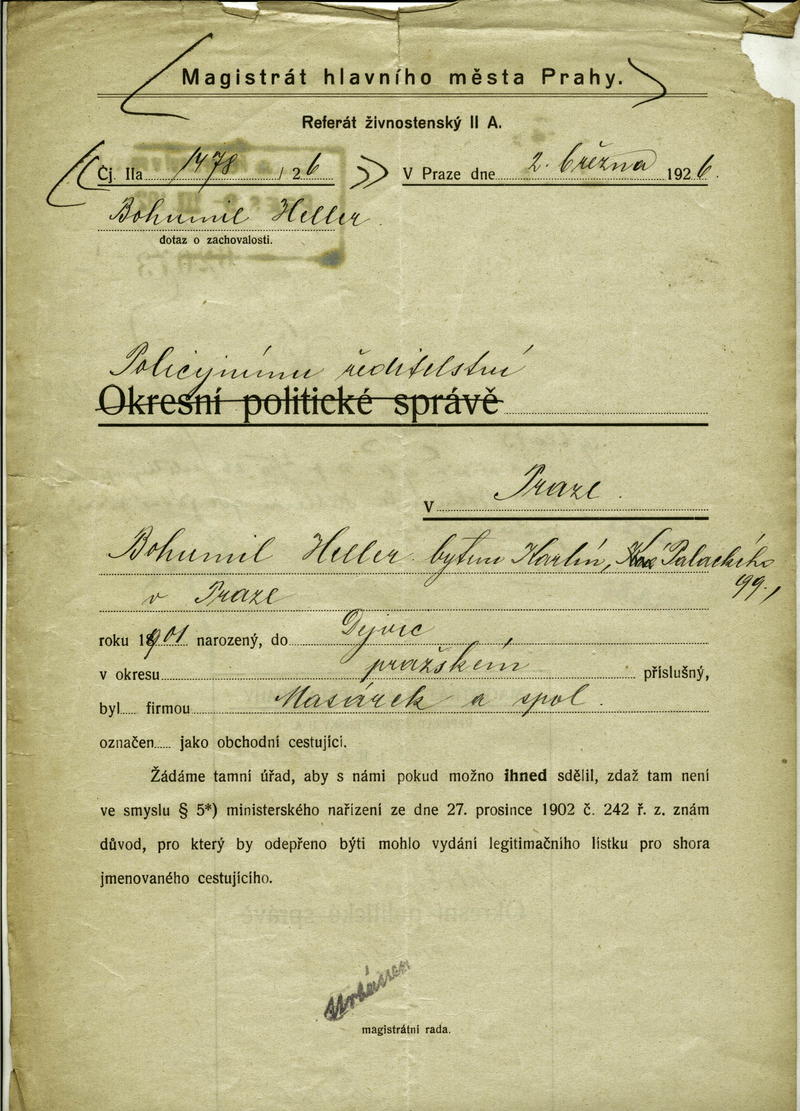 Magistrát hlavního města Prahy.
Referát živnostenský II A.
Čj. IIa 1478 / 26
V Praze dne 2. března 1926.
Bohumil Heller.
dotaz o zachovalosti.
Policejnímu ředitelství
Okresní politické správě
v Praze.
Bohumil Heller bytem Karlín, Palackého
99,
v Praze
roku 1901 narozený, do Dejvic
v okresu pražském příslušný,
byl firmou Masárek a spol.
označen jako obchodní cestující.
Žádáme tamní úřad, aby s námi pokud možno ihned sdělil, zdaž tam není
ve smyslu § 5*) ministerského nařízení ze dne 27. prosince 1902 č. 242 ř. z. znám
důvod, pro který by odepřeno býti mohlo vydání legitimačního lístku pro shora
jmenovaného cestujícího.
magistrátní rada.